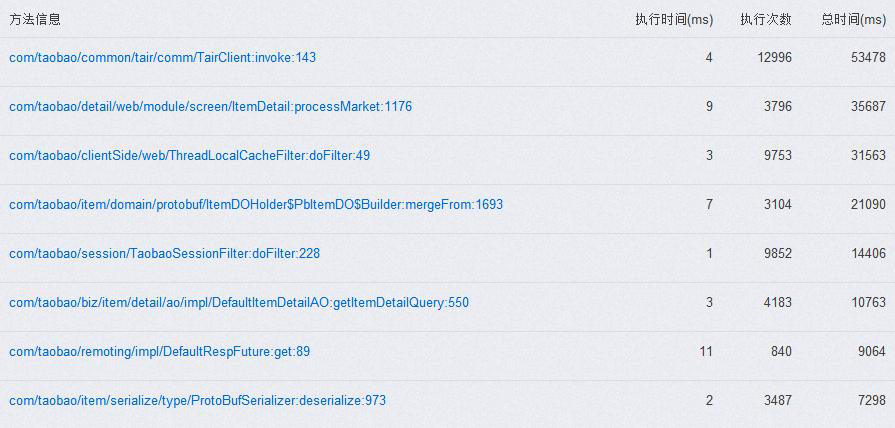 方法信息 执行时间(ms) 执行次数 总时间(ms)
com/taobao/common/tair/comm/TairClient:invoke:143 4 12996 53478
com/taobao/detail/web/module/screen/ItemDetail:processMarket:1176 9 3796 35687
com/taobao/clientSide/web/ThreadLocalCacheFilter:doFilter:49 3 9753 31563
com/taobao/item/domain/protobuf/ItemDOHolder$PbItemDO$Builder:mergeFrom:1693 7 3104 21090
com/taobao/session/TaobaoSessionFilter:doFilter:228 1 9852 14406
com/taobao/biz/item/detail/ao/impl/DefaultItemDetailAO:getItemDetailQuery:550 3 4183 10763
com/taobao/remoting/impl/DefaultRespFuture:get:89 11 840 9064
com/taobao/item/serialize/type/ProtoBufSerializer:deserialize:973 2 3487 7298